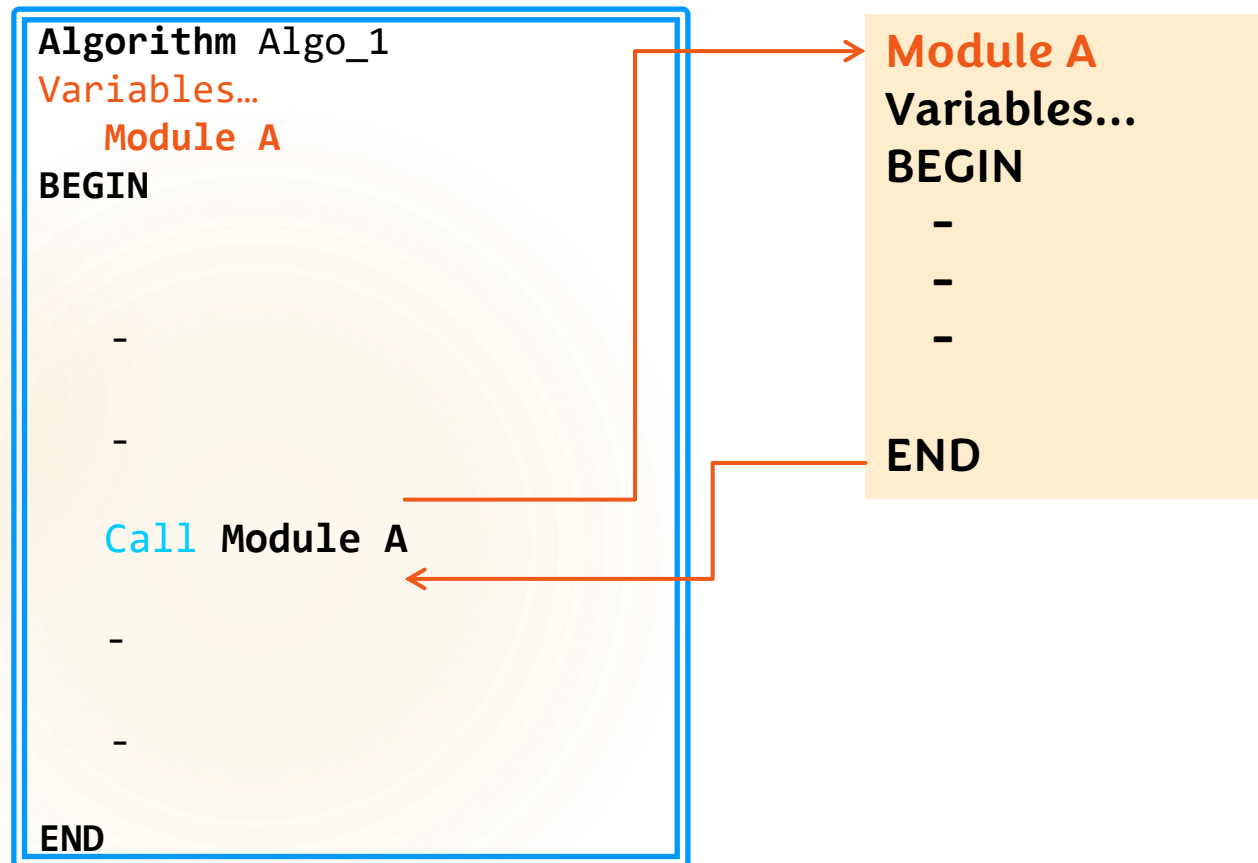 Algorithm Algo_1
Variables…
Module A
BEGIN
-
-
Call Module A
-
-
END
Module A
Variables...
BEGIN
-
-
-
END